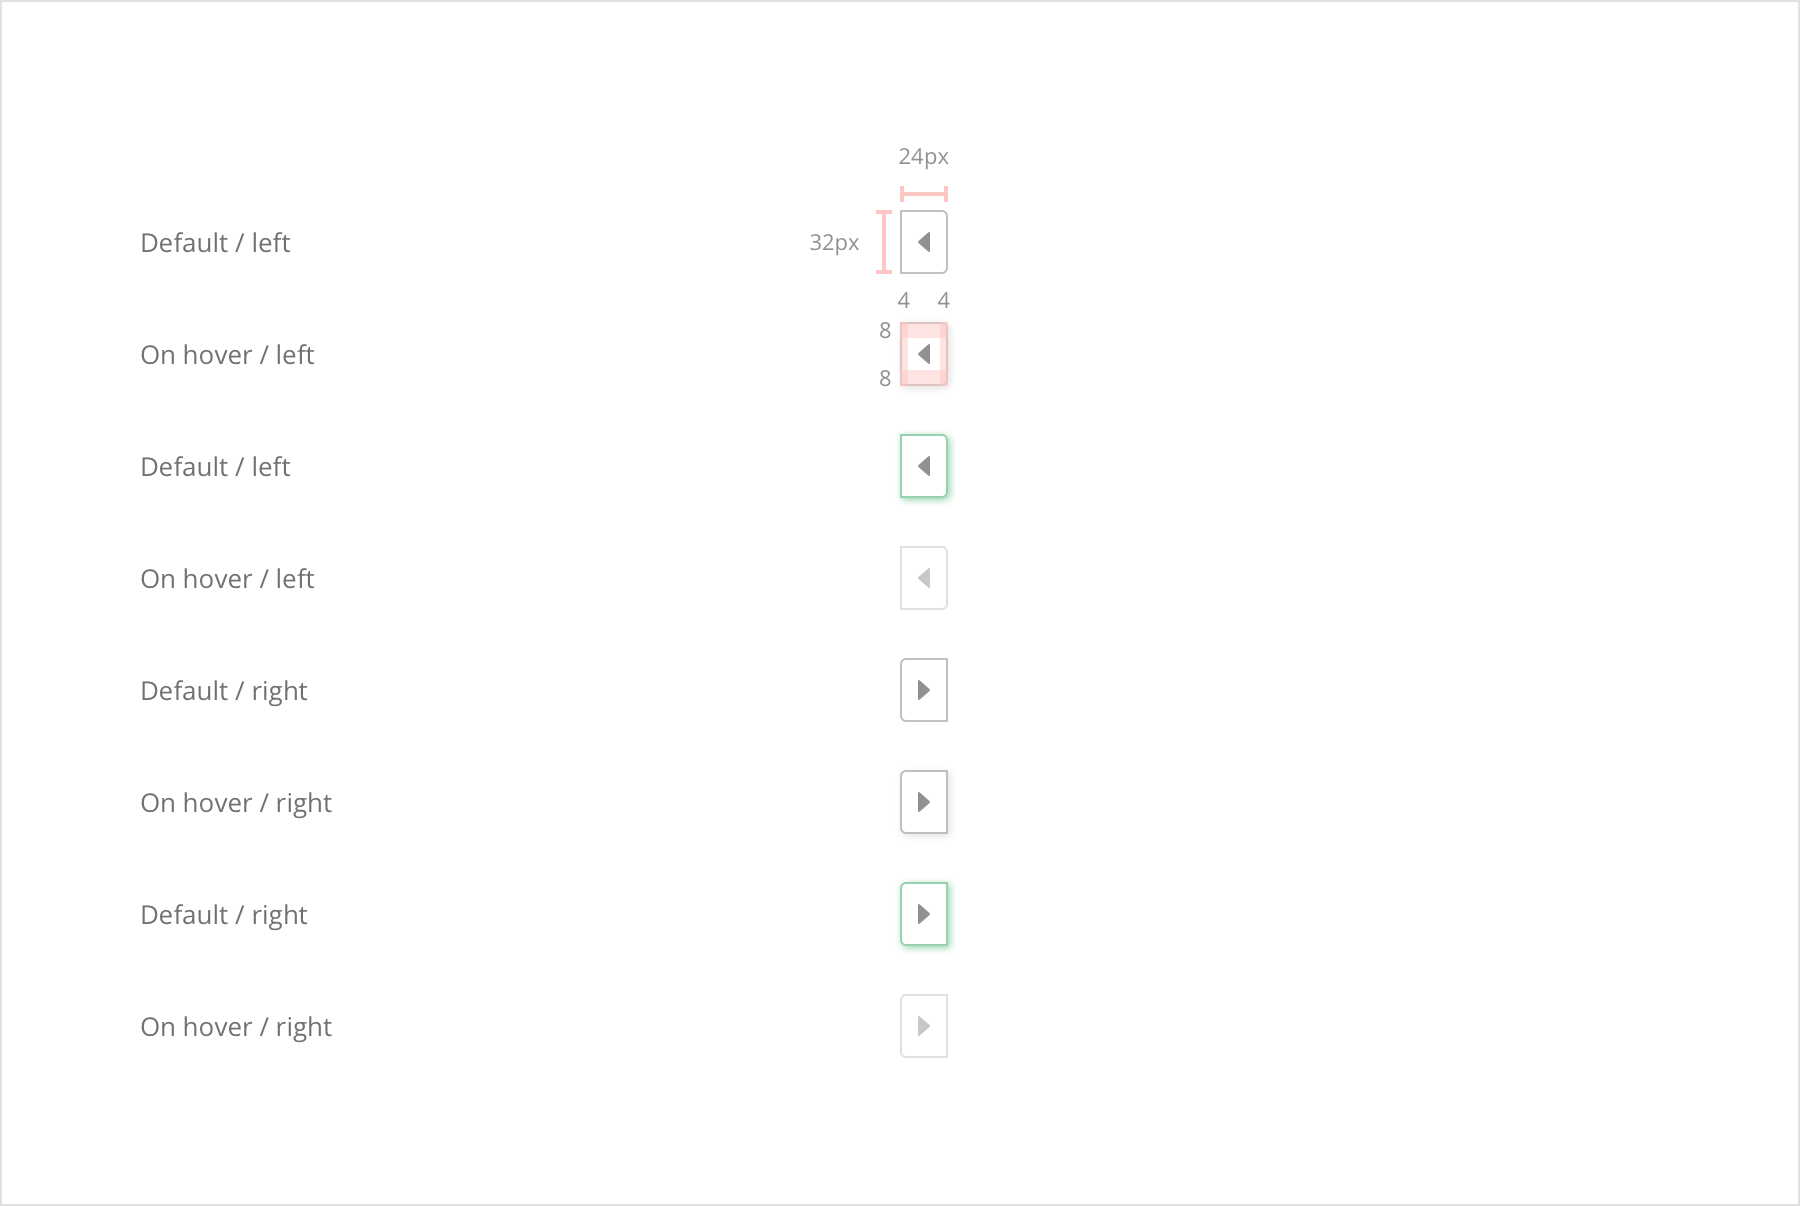 24px
Default / left
32px
4 4
8
On hover / left
8
Default / left
On hover / left
Default / right
On hover / right
Default / right
On hover / right